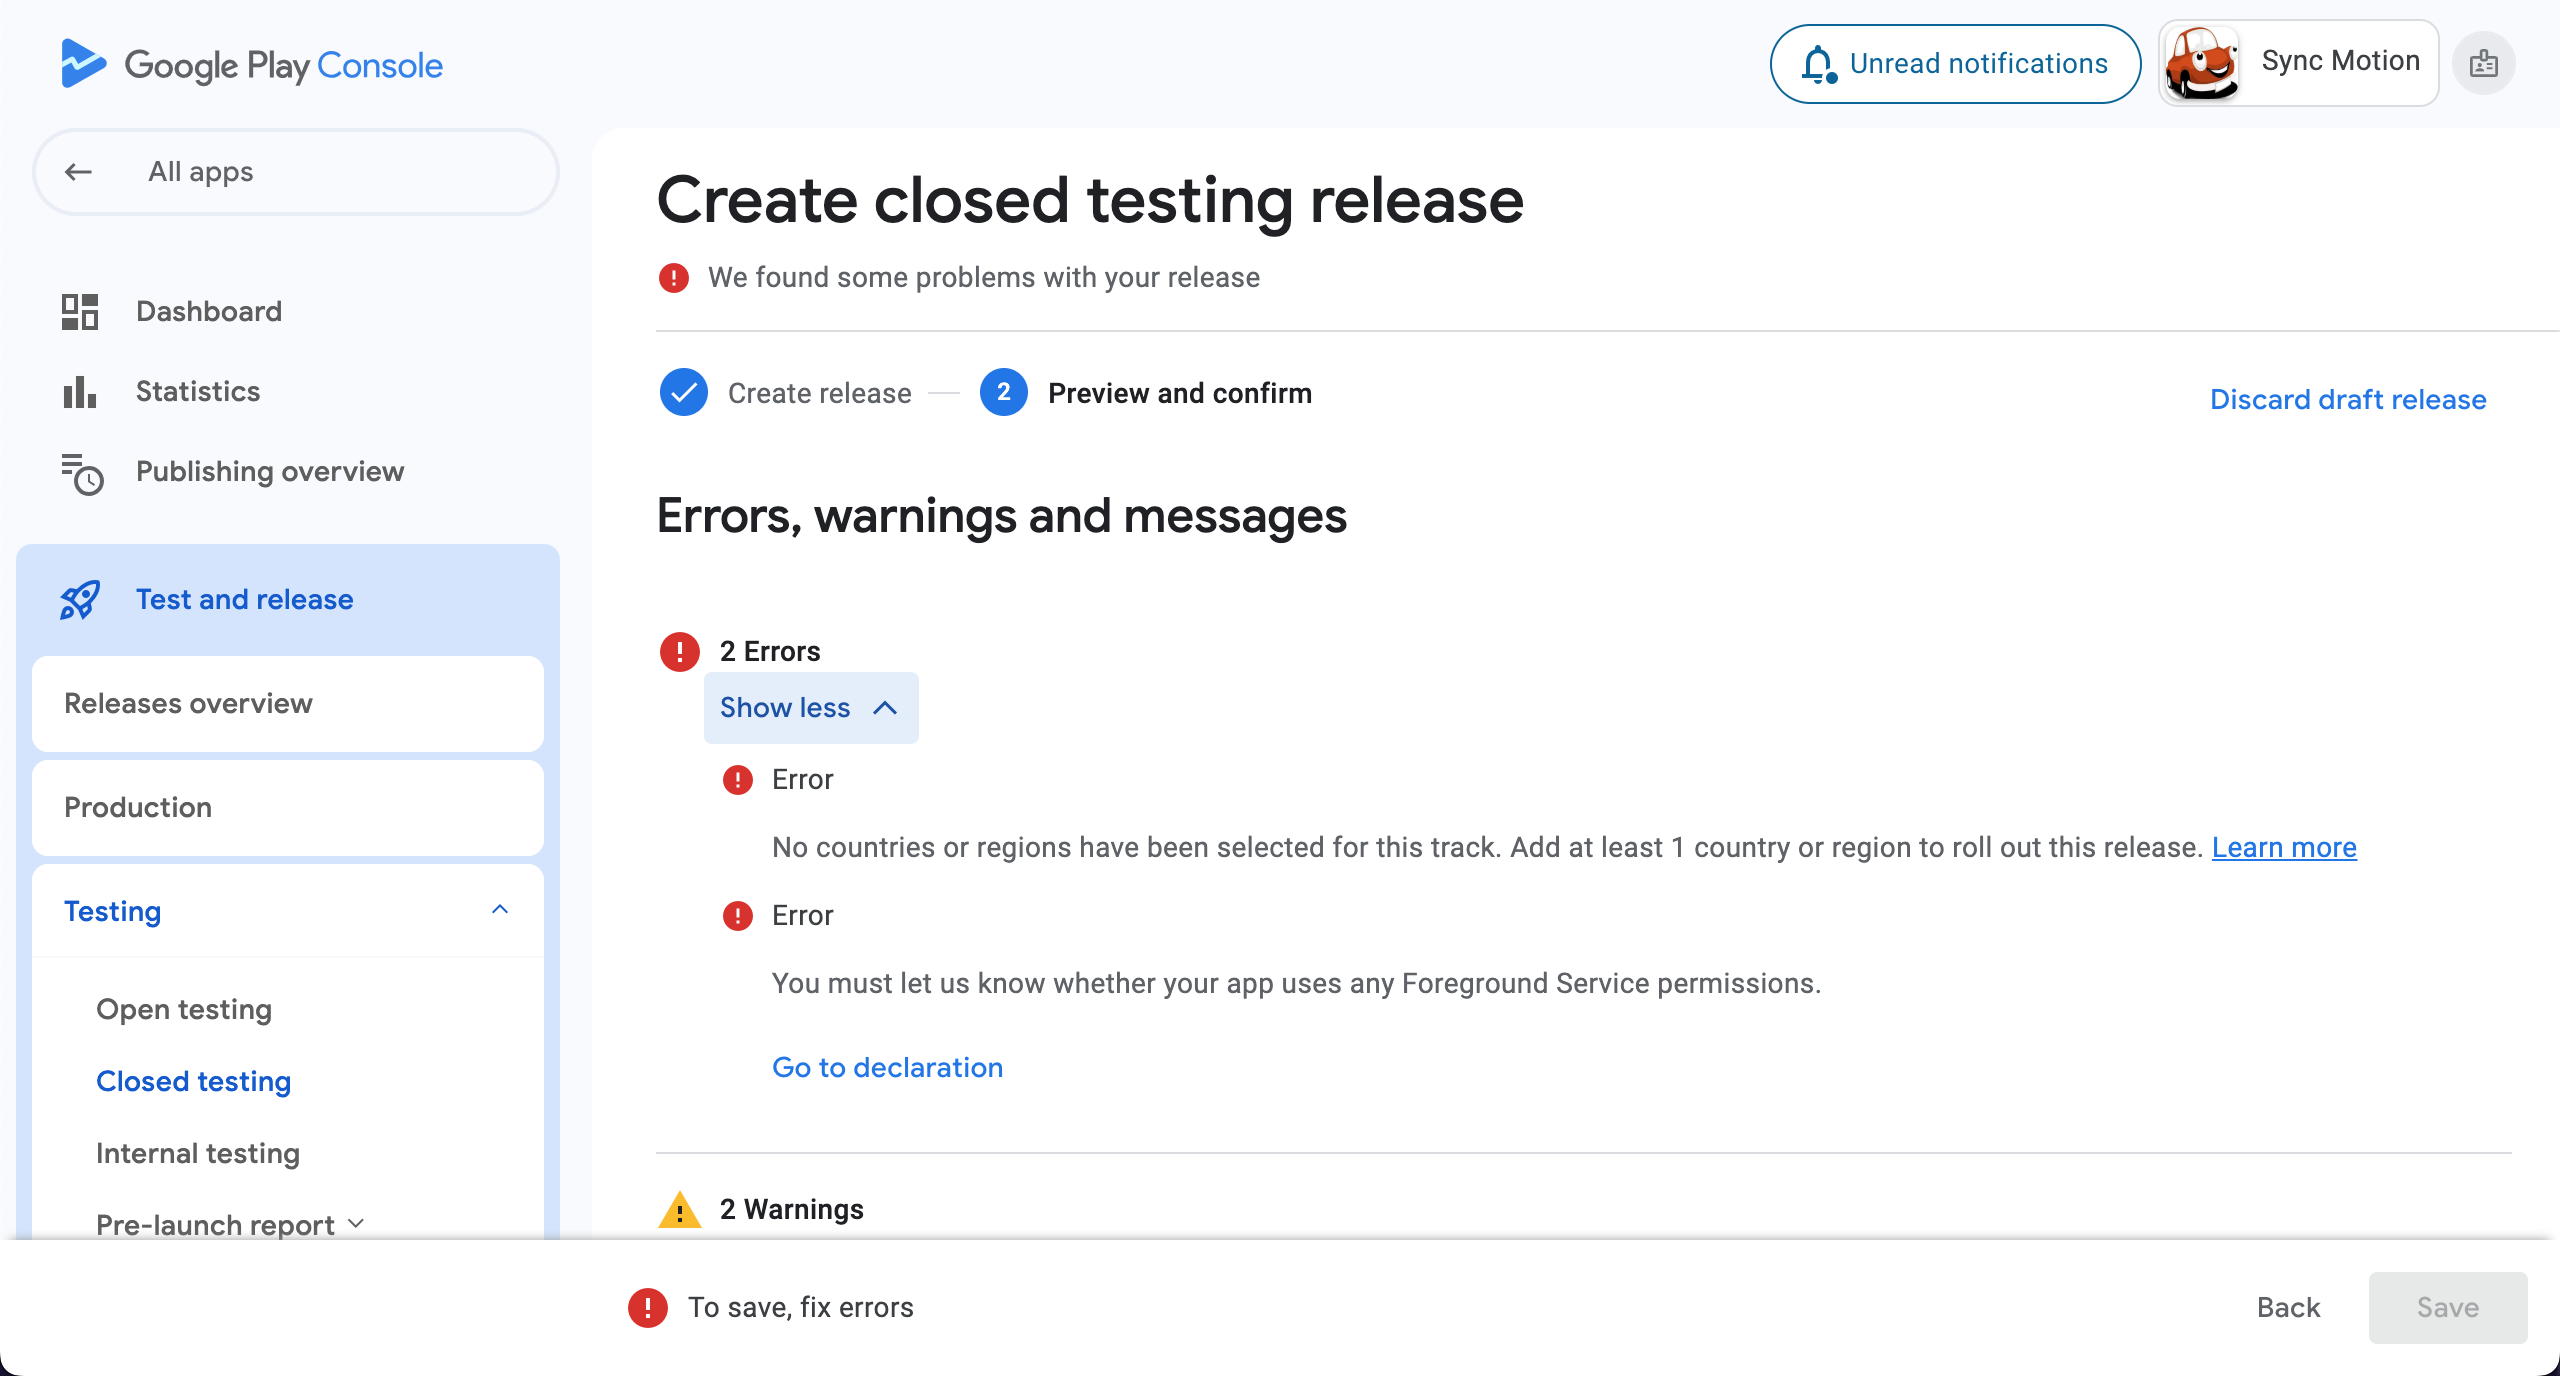 Google Play Console
Unread notifications
Sync Motion
All apps
Dashboard
Statistics
Publishing overview
Test and release
Releases overview
Production
Testing
Open testing
Closed testing
Internal testing
Pre-launch report
Create closed testing release
We found some problems with your release
Create release
2 Preview and confirm
Discard draft release
Errors, warnings and messages
2 Errors
Show less
Error
No countries or regions have been selected for this track. Add at least 1 country or region to roll out this release. Learn more
Error
You must let us know whether your app uses any Foreground Service permissions.
Go to declaration
2 Warnings
To save, fix errors
Back
Save